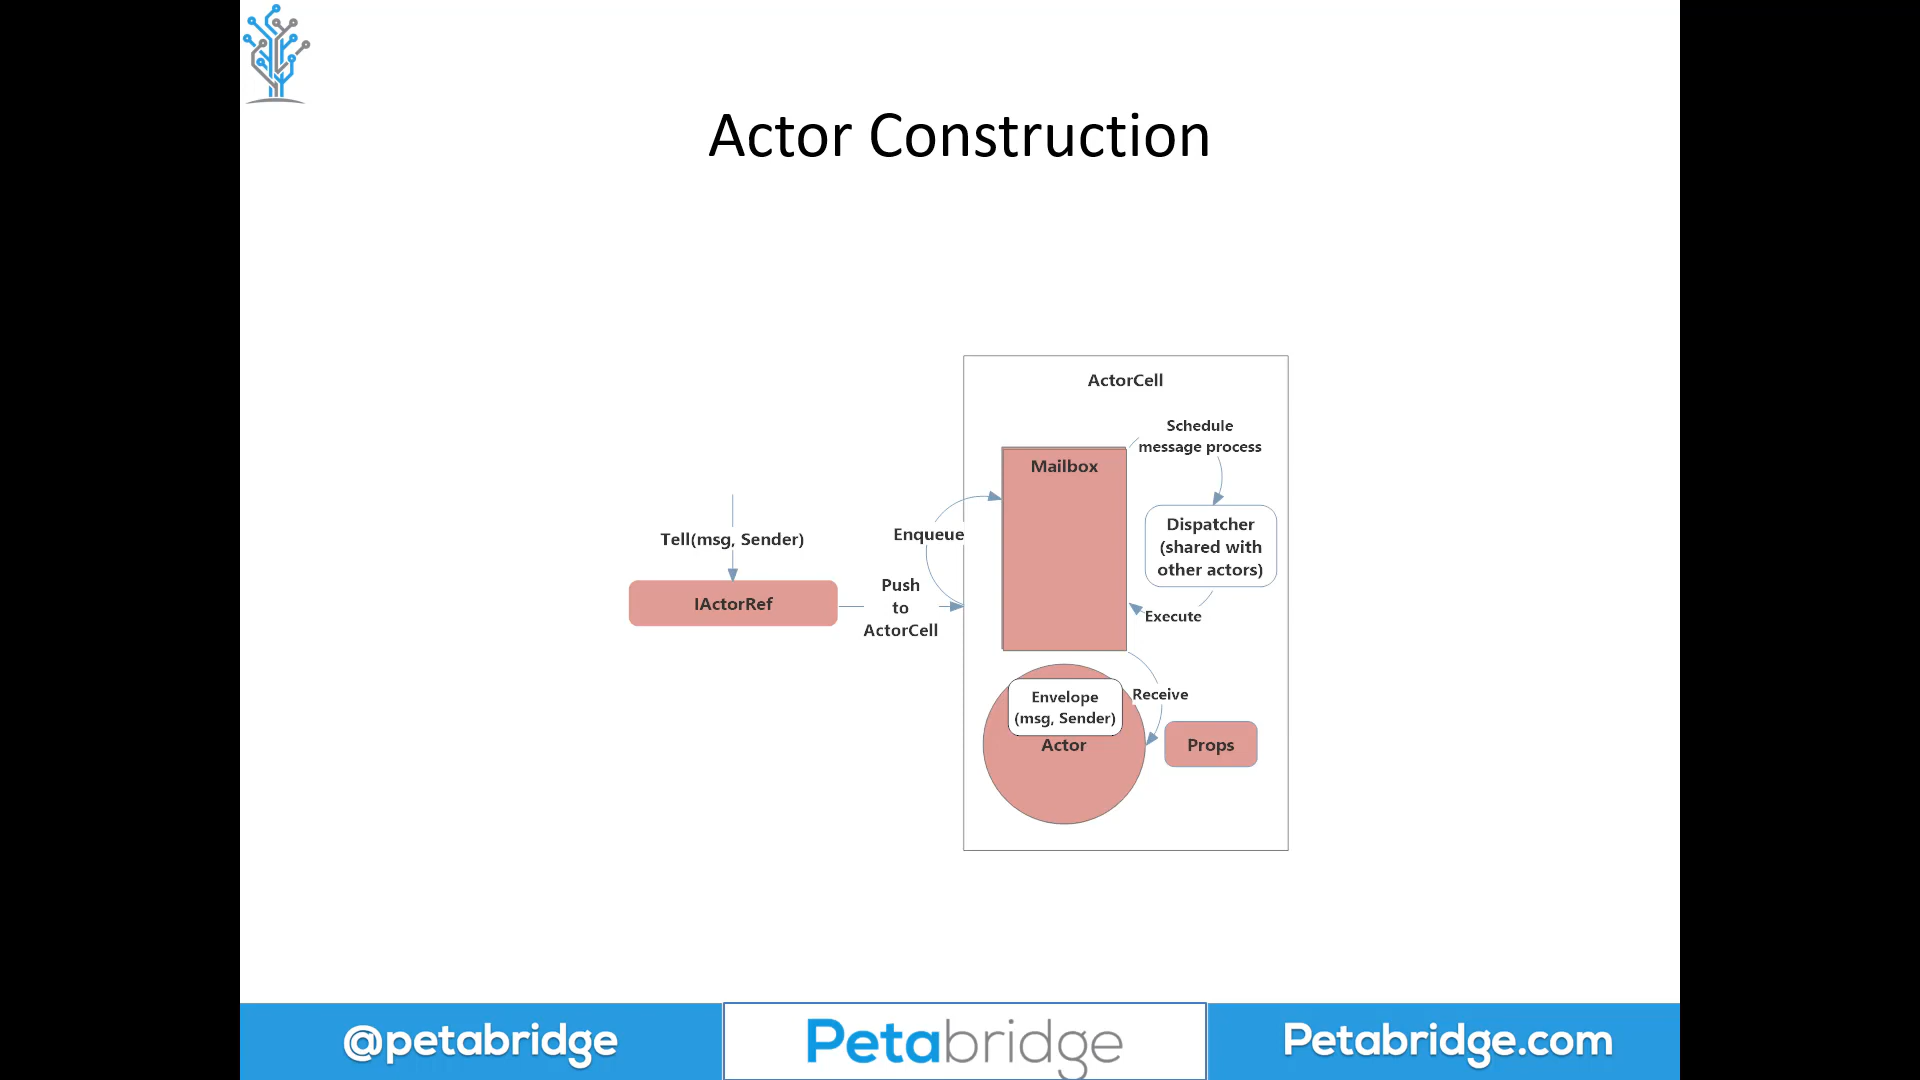 Actor Construction
ActorCell
Schedule
message process
Mailbox
Dispatcher
(shared with
other actors)
Tell(msg, Sender)
Enqueue
IActorRef
Push
to
ActorCell
Execute
Envelope
(msg, Sender)
Receive
Actor
Props
@petabridge
Petabridge
Petabridge.com